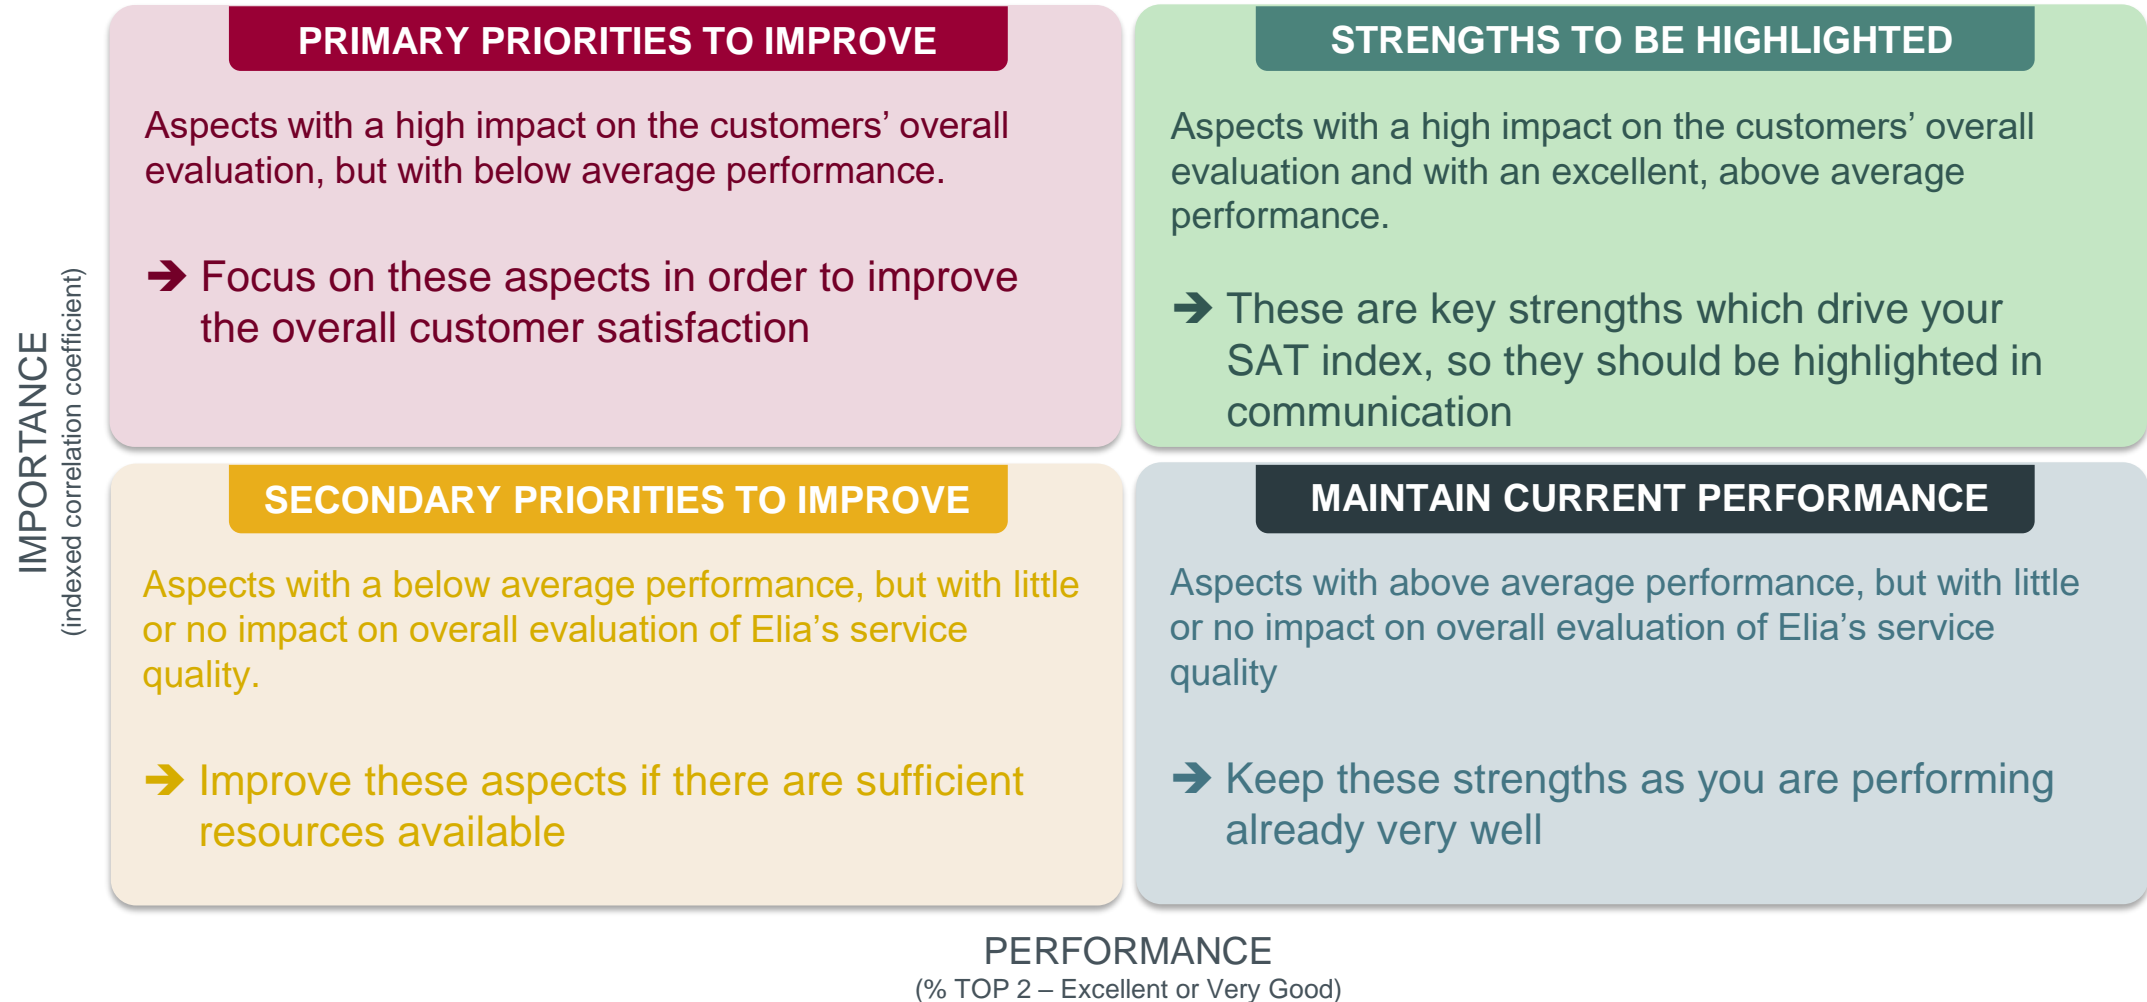 PRIMARY PRIORITIES TO IMPROVE
Aspects with a high impact on the customers’ overall
evaluation, but with below average performance.
➔ Focus on these aspects in order to improve
the overall customer satisfaction
STRENGTHS TO BE HIGHLIGHTED
Aspects with a high impact on the customers’ overall
evaluation and with an excellent, above average
performance.
➔ These are key strengths which drive your
SAT index, so they should be highlighted in
communication
IMPORTANCE
(indexed correlation coefficient)
SECONDARY PRIORITIES TO IMPROVE
Aspects with a below average performance, but with little
or no impact on overall evaluation of Elia’s service
quality.
➔ Improve these aspects if there are sufficient
resources available
MAINTAIN CURRENT PERFORMANCE
Aspects with above average performance, but with little
or no impact on overall evaluation of Elia’s service
quality
➔ Keep these strengths as you are performing
already very well
PERFORMANCE
(% TOP 2 – Excellent or Very Good)